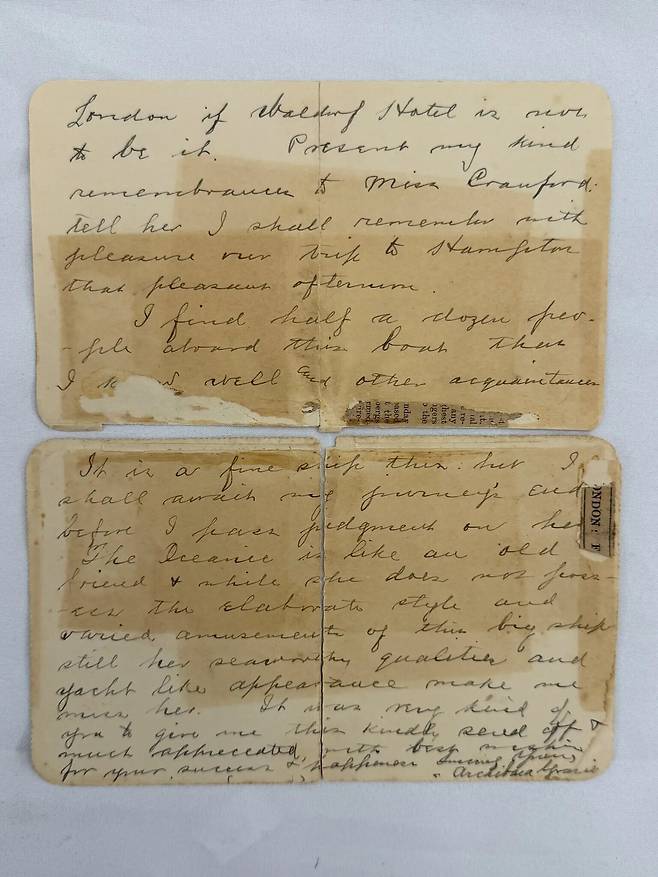 London if Waldorf Hotel is not
to be it. Present my kind
remembrances to Miss Crauford.
tell her I shall remember with
pleasure our trip to Hampton
that pleasant afternoon.
I find half a dozen peo-
-ple aboard this boat that
I well and other acquaintances
It is a fine ship this but I
shall await my journey's end
before I pass judgment on her
The Oceanic is like an old
friend & while she does not poss-
-ess the elaborate style and
varied amusements of this big ship
still her seaworthy qualities and
yacht like appearance make me
miss her. It was very kind of
you to give me this kindly send off &
much appreciated, with best wishes
for your success & happiness
Archibald Gracie
ONDON: F